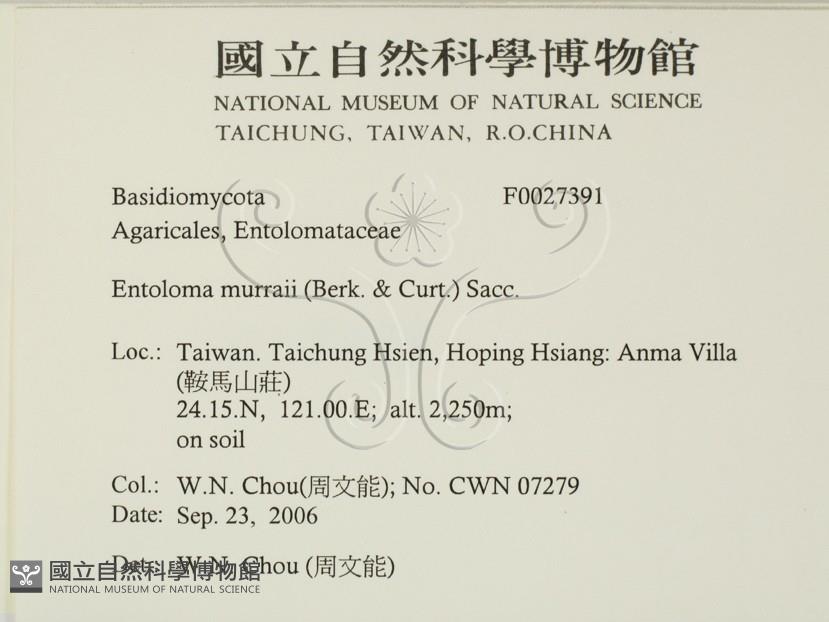 國立自然科學博物館
NATIONAL MUSEUM OF NATURAL SCIENCE
TAICHUNG, TAIWAN, R.O.CHINA
Basidiomycota F0027391
Agaricales, Entolomataceae
Entoloma murraii (Berk. & Curt.) Sacc.
Loc.: Taiwan. Taichung Hsien, Hoping Hsiang: Anma Villa
(鞍馬山莊)
24.15.N, 121.00.E; alt. 2,250m;
on soil
Col.: W.N. Chou(周文能); No. CWN 07279
Date: Sep. 23, 2006
Det.: W.N. Chou (周文能)
國立自然科學博物館
NATIONAL MUSEUM OF NATURAL SCIENCE